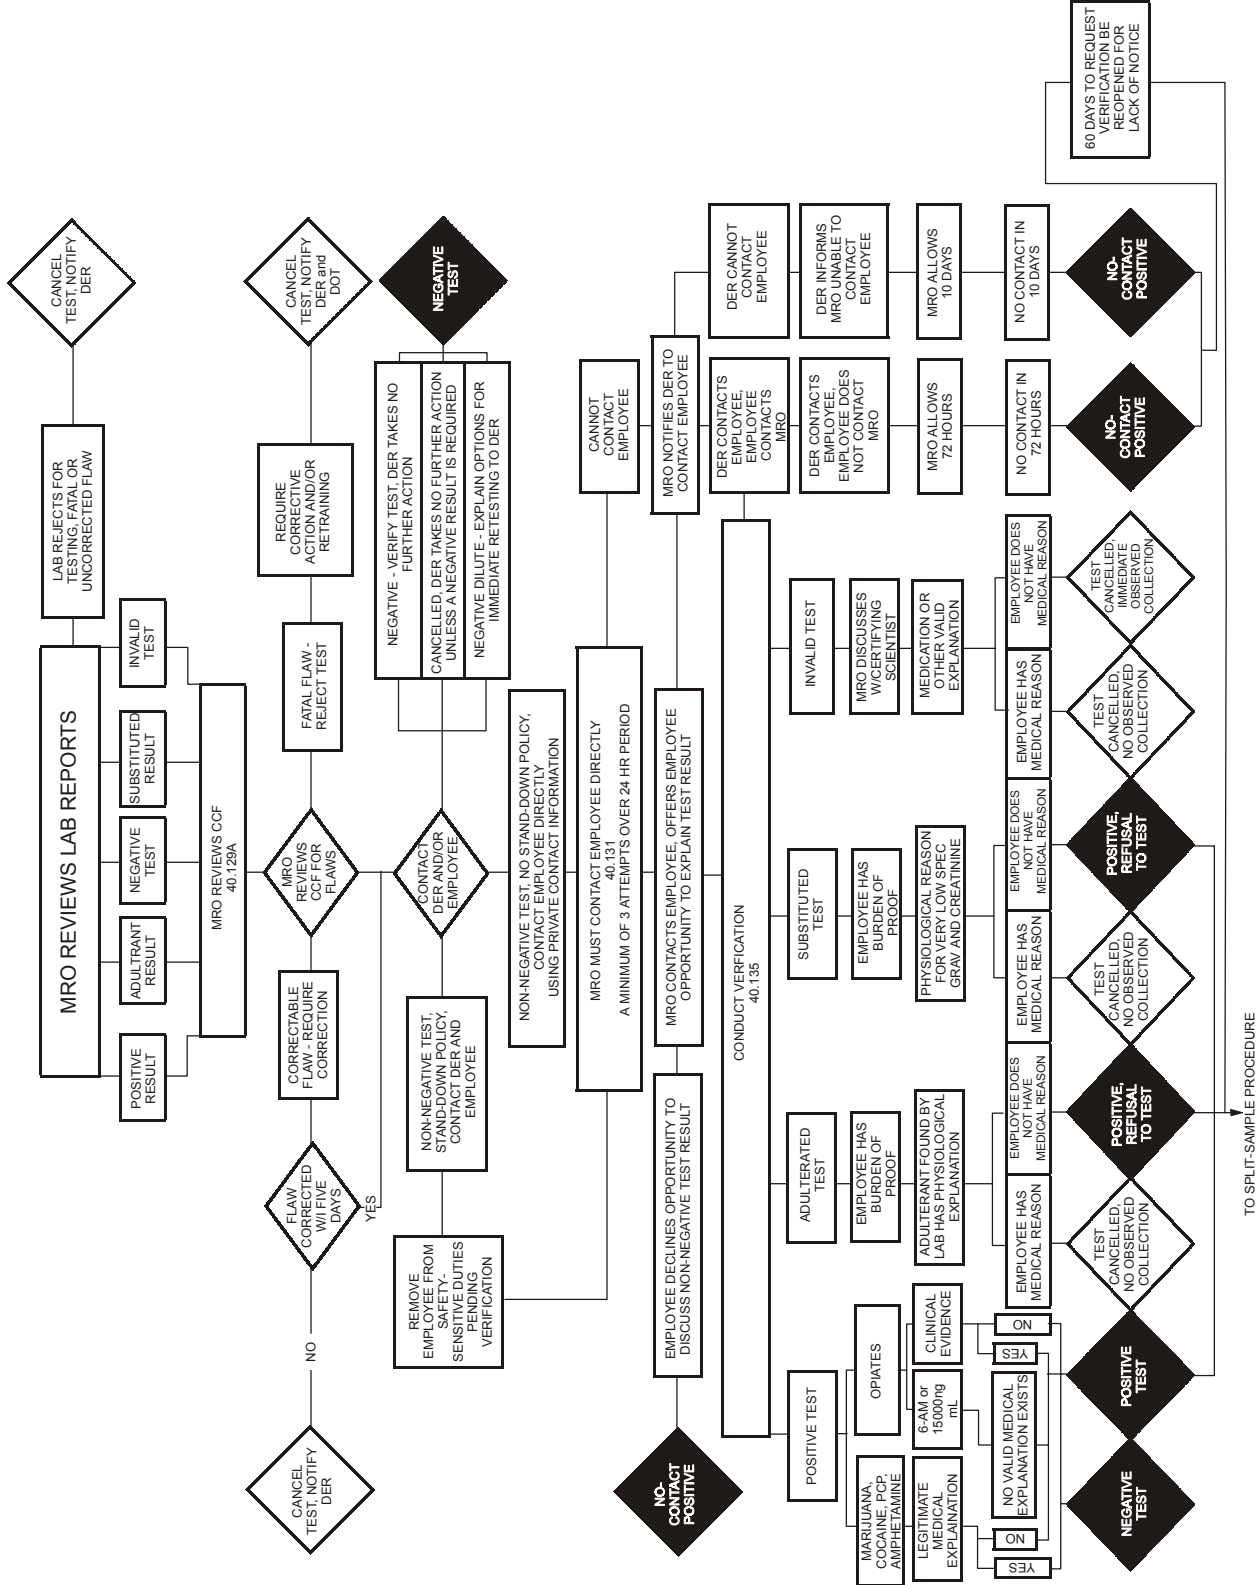 MRO REVIEWS LAB REPORTS
LAB REJECTS FOR
TESTING, FATAL OR
UNCORRECTED FLAW
CANCEL
TEST, NOTIFY
DER
POSITIVE
RESULT
ADULTRANT
RESULT
NEGATIVE
TEST
SUBSTITUTED
RESULT
INVALID
TEST
MRO REVIEWS CCF
40.129A
CANCEL
TEST, NOTIFY
DER
NO
FLAW
CORRECTED
W/I FIVE
DAYS
YES
CORRECTABLE
FLAW - REQUIRE
CORRECTION
MRO
REVIEWS
CCF FOR
FLAWS
FATAL FLAW -
REJECT TEST
REQUIRE
CORRECTIVE
ACTION AND/OR
RETRAINING
CANCEL
TEST, NOTIFY
DER and
DOT
REMOVE
EMPLOYEE FROM
SAFETY-
SENSITIVE DUTIES
PENDING
VERIFICATION
NON-NEGATIVE TEST,
STAND-DOWN POLICY,
CONTACT DER AND
EMPLOYEE
CONTACT
DER AND/OR
EMPLOYEE
NEGATIVE - VERIFY TEST, DER TAKES NO
FURTHER ACTION
CANCELLED, DER TAKES NO FURTHER ACTION
UNLESS A NEGATIVE RESULT IS REQUIRED
NEGATIVE DILUTE - EXPLAIN OPTIONS FOR
IMMEDIATE RETESTING TO DER
NEGATIVE
TEST
NON-NEGATIVE TEST, NO STAND-DOWN POLICY,
CONTACT EMPLOYEE DIRECTLY
USING PRIVATE CONTACT INFORMATION
MRO MUST CONTACT EMPLOYEE DIRECTLY
40.131
A MINIMUM OF 3 ATTEMPTS OVER 24 HR PERIOD
CANNOT
CONTACT
EMPLOYEE
NO-
CONTACT
POSITIVE
EMPLOYEE DECLINES OPPORTUNITY TO
DISCUSS NON-NEGATIVE TEST RESULT
MRO CONTACTS EMPLOYEE, OFFERS EMPLOYEE
OPPORTUNITY TO EXPLAIN TEST RESULT
MRO NOTIFIES DER TO
CONTACT EMPLOYEE
CONDUCT VERFICATION
40.135
DER CONTACTS
EMPLOYEE,
EMPLOYEE
CONTACTS
MRO
DER CANNOT
CONTACT
EMPLOYEE
POSITIVE TEST
ADULTERATED
TEST
SUBSTITUTED
TEST
INVALID TEST
DER CONTACTS
EMPLOYEE,
EMPLOYEE DOES
NOT CONTACT
MRO
DER INFORMS
MRO UNABLE TO
CONTACT
EMPLOYEE
MARIJUANA,
COCAINE, PCP,
AMPHETAMINE
OPIATES
EMPLOYEE HAS
BURDEN OF
PROOF
EMPLOYEE HAS
BURDEN OF
PROOF
MRO DISCUSSES
W/CERTIFYING
SCIENTIST
MRO ALLOWS
72 HOURS
MRO ALLOWS
10 DAYS
LEGITIMATE
MEDICAL
EXPLAINATION
6-AM or
15000ng
mL
CLINICAL
EVIDENCE
ADULTERANT FOUND BY
LAB HAS PHYSIOLOGICAL
EXPLANATION
PHYSIOLOGICAL REASON
FOR VERY LOW SPEC
GRAV AND CREATININE
MEDICATION OR
OTHER VALID
EXPLANATION
YES
NO
NO VALID MEDICAL
EXPLANATION EXISTS
YES
NO
EMPLOYEE HAS
MEDICAL REASON
EMPLOYEE DOES
NOT HAVE
MEDICAL REASON
EMPLOYEE HAS
MEDICAL REASON
EMPLOYEE DOES
NOT HAVE
MEDICAL REASON
EMPLOYEE HAS
MEDICAL REASON
EMPLOYEE DOES
NOT HAVE
MEDICAL REASON
NO CONTACT IN
72 HOURS
NO CONTACT IN
10 DAYS
NEGATIVE
TEST
POSITIVE
TEST
TEST
CANCELLED,
NO OBSERVED
COLLECTION
POSITIVE,
REFUSAL
TO TEST
TEST
CANCELLED,
NO OBSERVED
COLLECTION
POSITIVE,
REFUSAL
TO TEST
TEST
CANCELLED,
NO OBSERVED
COLLECTION
TEST
CANCELLED,
IMMEDIATE
OBSERVED
COLLECTION
NO-
CONTACT
POSITIVE
NO-
CONTACT
POSITIVE
60 DAYS TO REQUEST
VERIFICATION BE
REOPENED FOR
LACK OF NOTICE
TO SPLIT-SAMPLE PROCEDURE